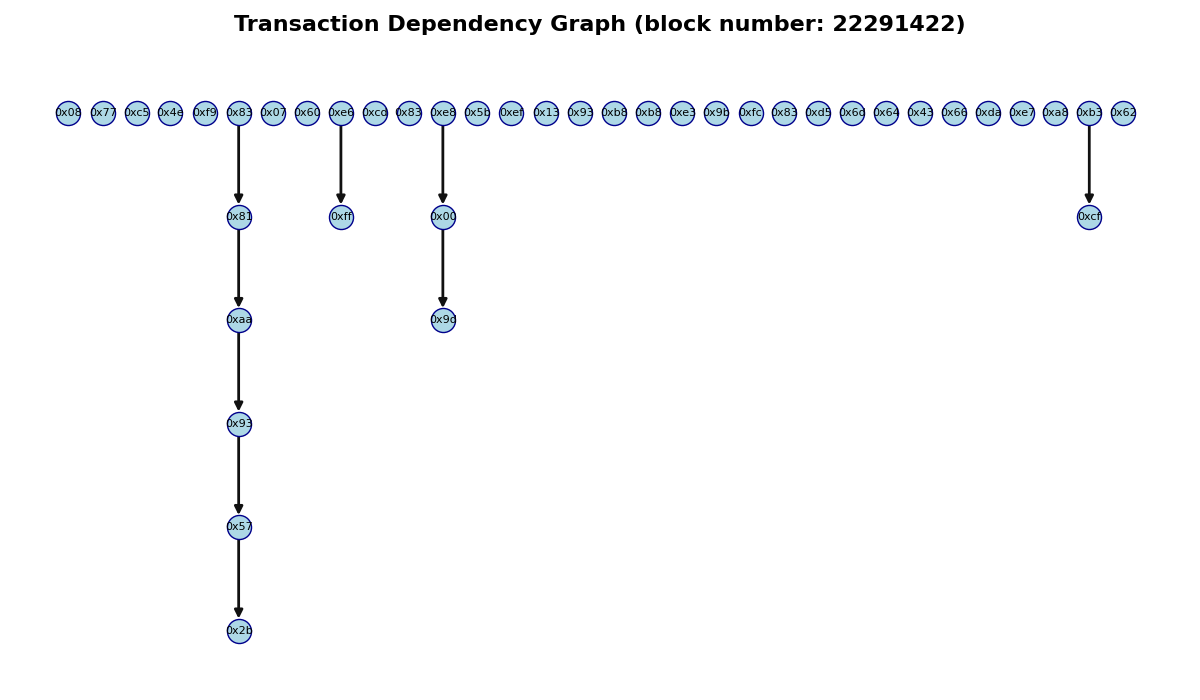 Transaction Dependency Graph (block number: 22291422)
0x08 0x77 0xc5 0x4e 0xf9 0x83 0x07 0x60 0xe6 0xcd 0x83 0xe8 0x5b 0xef 0x13 0x93 0xb8 0xb8 0xe3 0x9b 0xfc 0x83 0xd5 0x6d 0x64 0x43 0x66 0xda 0xe7 0xa8 0xb3 0x62
0x81 0xff 0x00 0xcf
0xaa 0x9d
0x93
0x57
0x2b